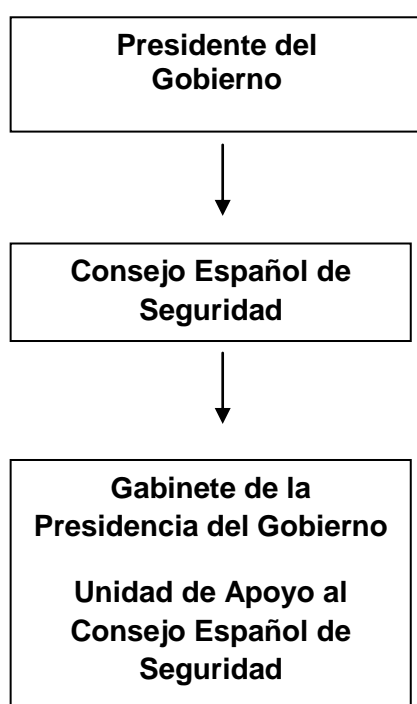 Presidente del
Gobierno
Consejo Español de
Seguridad
Gabinete de la
Presidencia del Gobierno
Unidad de Apoyo al
Consejo Español de
Seguridad